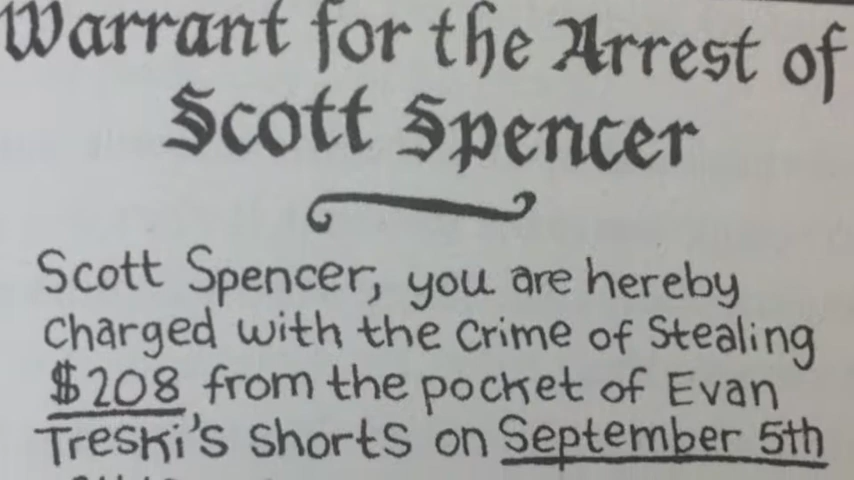 Warrant for the Arrest of
Scott Spencer
Scott Spencer, you are hereby
charged with the crime of Stealing
$208 from the pocket of Evan
Treski's shorts on September 5th